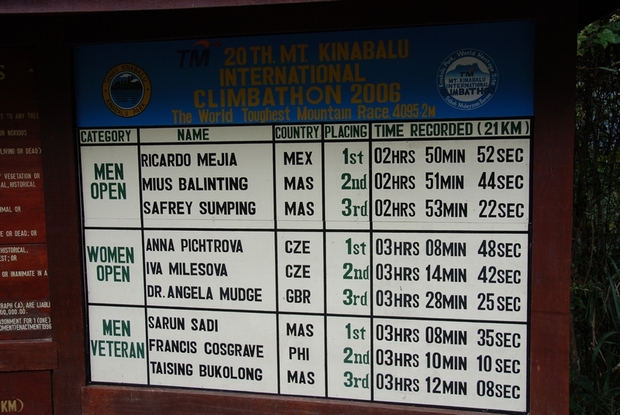 TM 20TH. MT. KINABALU
INTERNATIONAL
CLIMBATHON 2006
The World Toughest Mountain Race 4095.2M
CATEGORY NAME COUNTRY PLACING TIME RECORDED (21 KM)
MEN OPEN
RICARDO MEJIA MEX 1st 02HRS 50MIN 52SEC
MIUS BALINTING MAS 2nd 02HRS 51MIN 44SEC
SAFREY SUMPING MAS 3rd 02HRS 53MIN 22SEC
WOMEN OPEN
ANNA PICHTROVA CZE 1st 03HRS 08MIN 48SEC
IVA MILESOVA CZE 2nd 03HRS 14MIN 42SEC
DR. ANGELA MUDGE GBR 3rd 03HRS 28MIN 25SEC
MEN VETERAN
SARUN SADI MAS 1st 03HRS 08MIN 35SEC
FRANCIS COSGRAVE PHI 2nd 03HRS 10MIN 10SEC
TAISING BUKOLONG MAS 3rd 03HRS 12MIN 08SEC